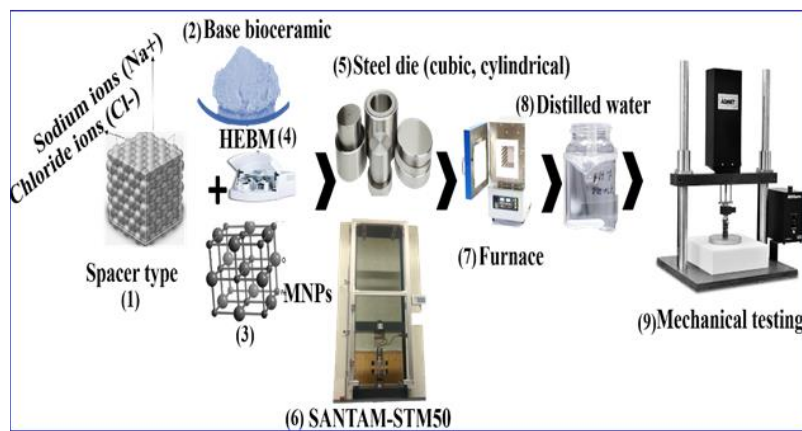 Sodium ions (Na+)
Chloride ions (Cl-)
Spacer type
(1)
(2) Base bioceramic
HEBM (4)
+
MNPs
(3)
(5) Steel die (cubic, cylindrical)
(6) SANTAM-STM50
(7) Furnace
(8) Distilled water
ADMET
(9) Mechanical testing